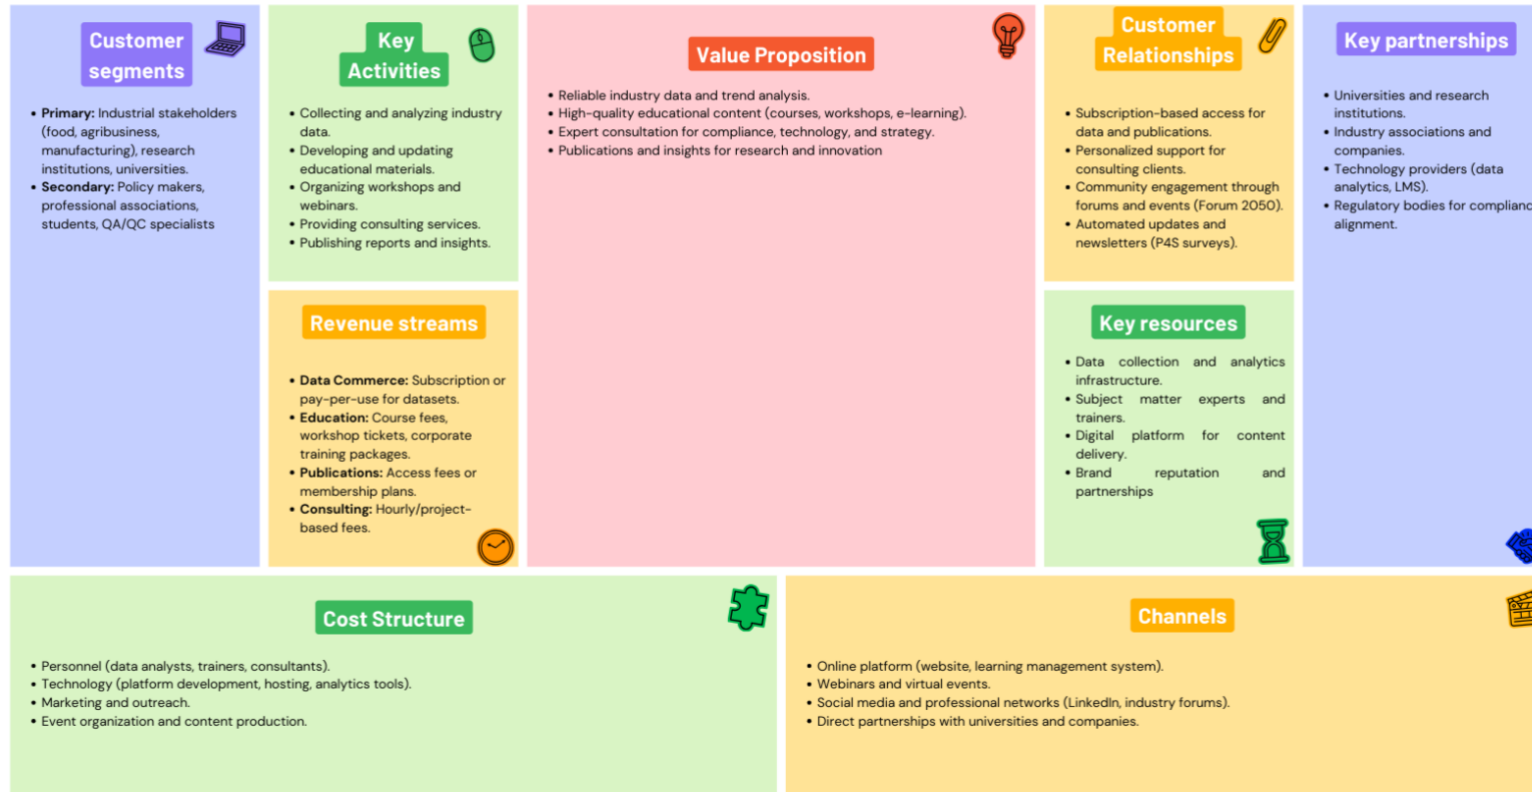 Customer
segments
• Primary: Industrial stakeholders
(food, agribusiness,
manufacturing), research
institutions, universities.
• Secondary: Policy makers,
professional associations,
students, QA/QC specialists
Key
Activities
• Collecting and analyzing industry
data.
• Developing and updating
educational materials.
• Organizing workshops and
webinars.
• Providing consulting services.
• Publishing reports and insights.
Revenue streams
• Data Commerce: Subscription or
pay-per-use for datasets.
• Education: Course fees,
workshop tickets, corporate
training packages.
• Publications: Access fees or
membership plans.
• Consulting: Hourly/project-
based fees.
Value Proposition
• Reliable industry data and trend analysis.
• High-quality educational content (courses, workshops, e-learning).
• Expert consultation for compliance, technology, and strategy.
• Publications and insights for research and innovation
Customer
Relationships
• Subscription-based access for
data and publications.
• Personalized support for
consulting clients.
• Community engagement through
forums and events (Forum 2050).
• Automated updates and
newsletters (P4S surveys).
Key resources
• Data collection and analytics
infrastructure.
• Subject matter experts and
trainers.
• Digital platform for content
delivery.
• Brand reputation and
partnerships
Key partnerships
• Universities and research
institutions.
• Industry associations and
companies.
• Technology providers (data
analytics, LMS).
• Regulatory bodies for complianc
alignment.
Cost Structure
• Personnel (data analysts, trainers, consultants).
• Technology (platform development, hosting, analytics tools).
• Marketing and outreach.
• Event organization and content production.
Channels
• Online platform (website, learning management system).
• Webinars and virtual events.
• Social media and professional networks (LinkedIn, industry forums).
• Direct partnerships with universities and companies.